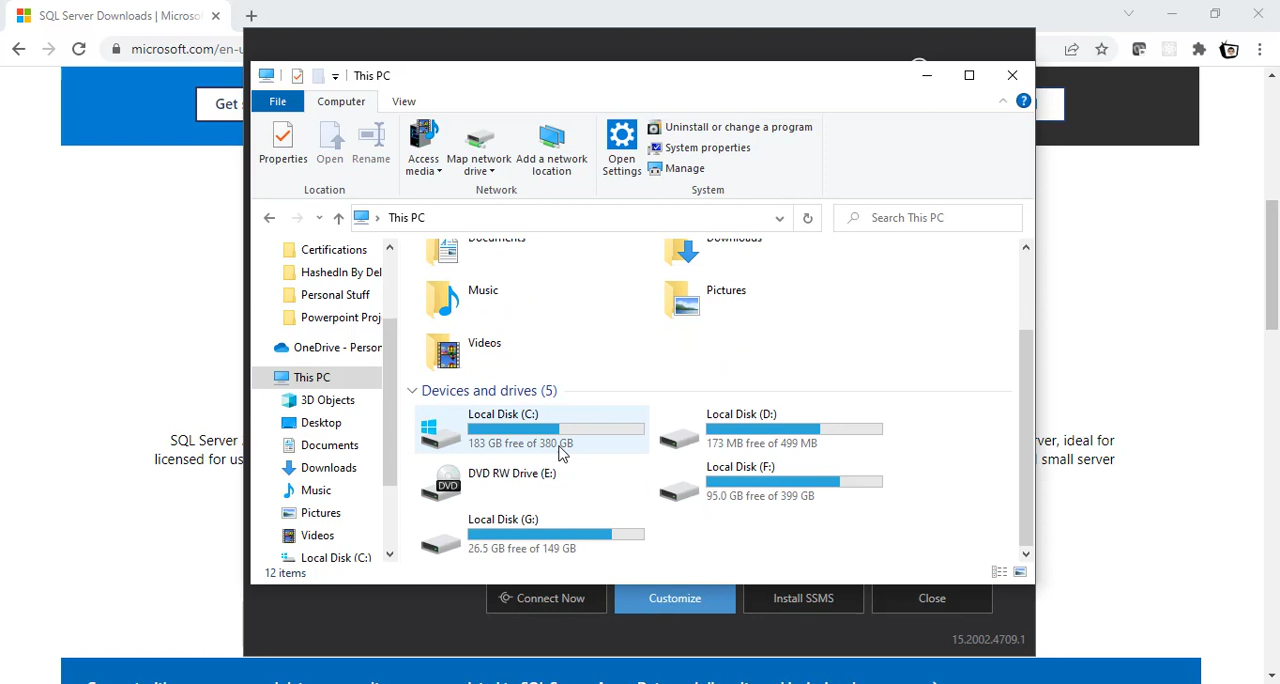 SQL Server Downloads | Microso
microsoft.com/en-u
Get
This PC
File
Computer
View
Properties
Open
Rename
Access media
Map network drive
Add a network location
Open Settings
Uninstall or change a program
System properties
Manage
Location
Network
System
This PC
Search This PC
Certifications
HashedIn By Del
Personal Stuff
Powerpoint Proj
OneDrive - Person
This PC
3D Objects
Desktop
Documents
Downloads
Music
Pictures
Videos
Local Disk (C:)
Documents
Downloads
Music
Pictures
Videos
Devices and drives (5)
Local Disk (C:)
183 GB free of 380 GB
Local Disk (D:)
173 MB free of 499 MB
DVD RW Drive (E:)
DVD
Local Disk (F:)
95.0 GB free of 399 GB
Local Disk (G:)
26.5 GB free of 149 GB
12 items
SQL Server
licensed for us
ver, ideal for
small server
Connect Now
Customize
Install SSMS
Close
15.2002.4709.1